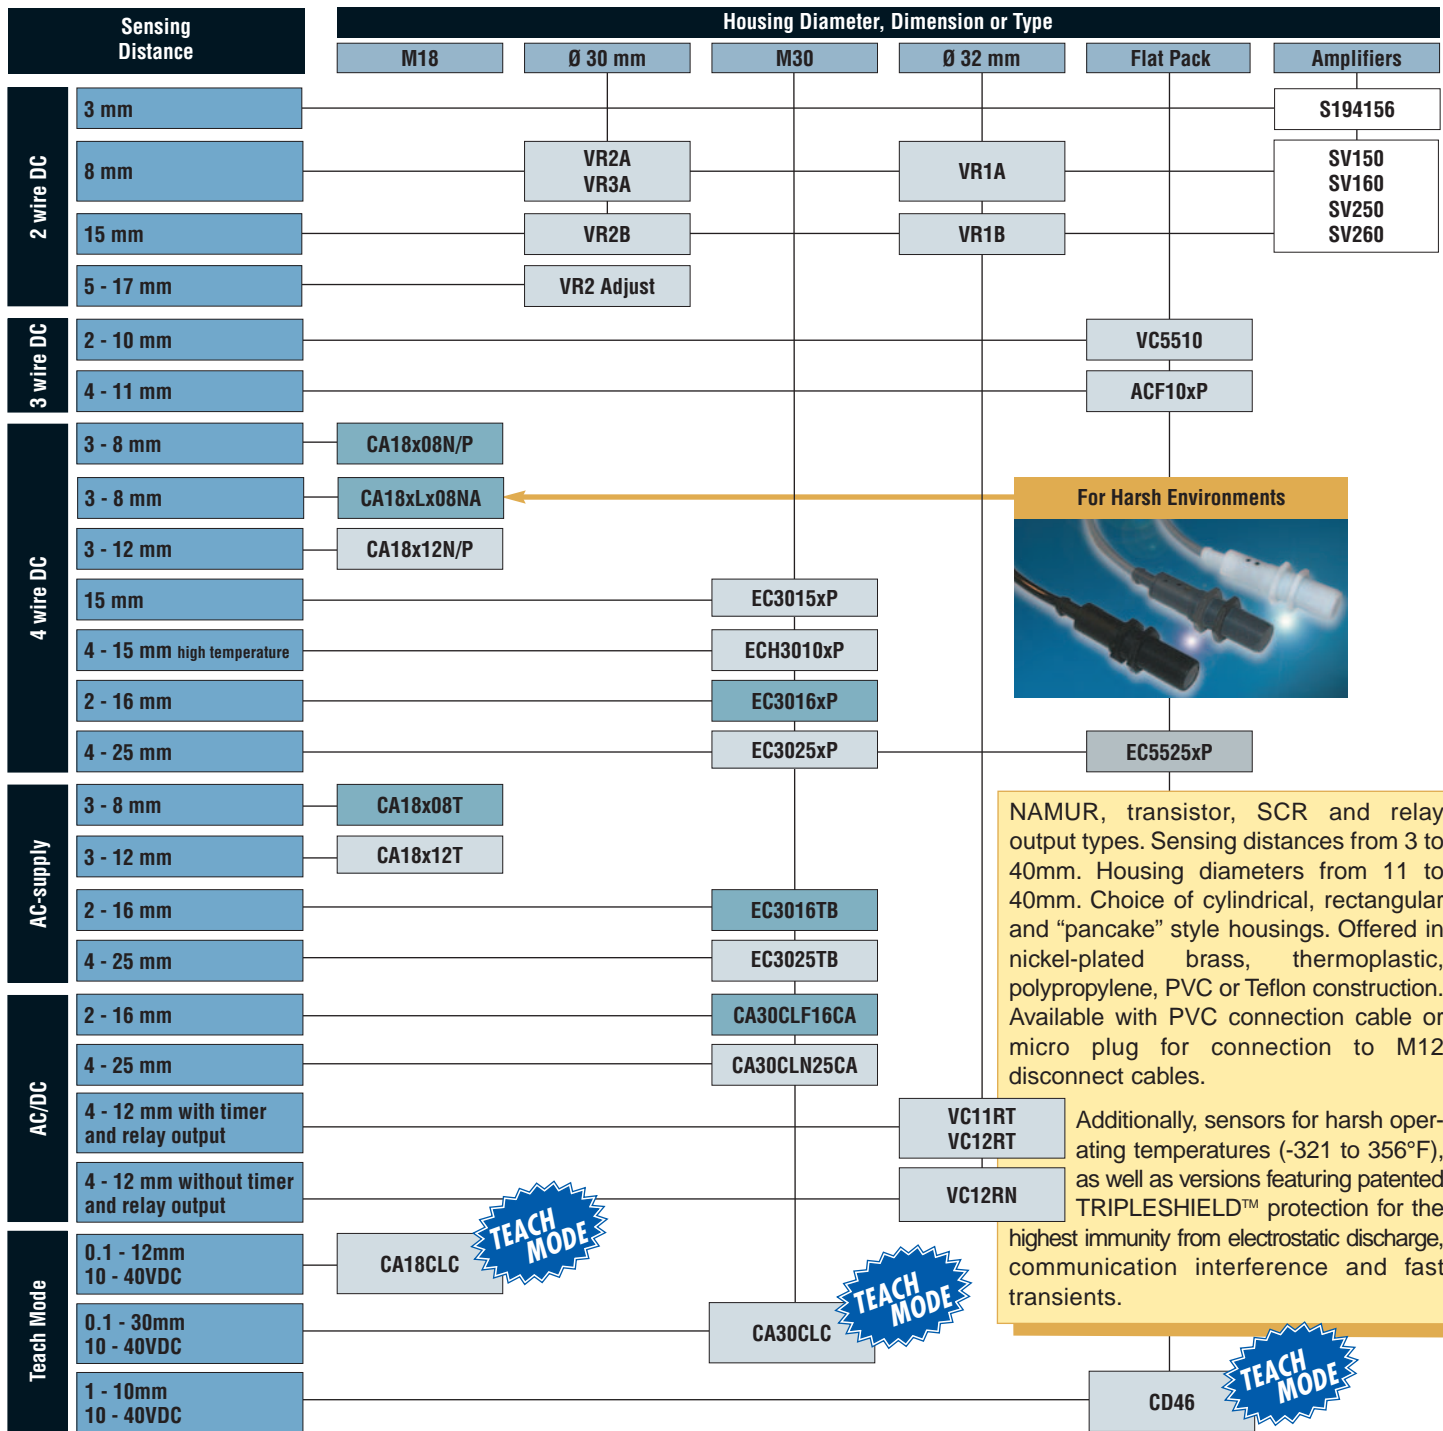 Sensing
Distance
Housing Diameter, Dimension or Type
M18
Ø 30 mm
M30
Ø 32 mm
Flat Pack
Amplifiers
2 wire DC
3 mm
S194156
8 mm
VR2A
VR3A
VR1A
SV150
SV160
SV250
SV260
15 mm
VR2B
VR1B
5 - 17 mm
VR2 Adjust
3 wire DC
2 - 10 mm
VC5510
4 - 11 mm
ACF10xP
4 wire DC
3 - 8 mm
CA18x08N/P
3 - 8 mm
CA18xLx08NA
For Harsh Environments
3 - 12 mm
CA18x12N/P
15 mm
EC3015xP
4 - 15 mm high temperature
ECH3010xP
2 - 16 mm
EC3016xP
4 - 25 mm
EC3025xP
EC5525xP
AC-supply
3 - 8 mm
CA18x08T
3 - 12 mm
CA18x12T
2 - 16 mm
EC3016TB
4 - 25 mm
EC3025TB
AC/DC
2 - 16 mm
CA30CLF16CA
4 - 25 mm
CA30CLN25CA
4 - 12 mm with timer
and relay output
VC11RT
VC12RT
4 - 12 mm without timer
and relay output
VC12RN
Teach Mode
0.1 - 12mm
10 - 40VDC
CA18CLC
TEACH
MODE
0.1 - 30mm
10 - 40VDC
CA30CLC
TEACH
MODE
1 - 10mm
10 - 40VDC
CD46
TEACH
MODE
NAMUR, transistor, SCR and relay
output types. Sensing distances from 3 to
40mm. Housing diameters from 11 to
40mm. Choice of cylindrical, rectangular
and “pancake” style housings. Offered in
nickel-plated brass, thermoplastic,
polypropylene, PVC or Teflon construction.
Available with PVC connection cable or
micro plug for connection to M12
disconnect cables.
Additionally, sensors for harsh oper-
ating temperatures (-321 to 356°F),
as well as versions featuring patented
TRIPLESHIELD™ protection for the
highest immunity from electrostatic discharge,
communication interference and fast
transients.